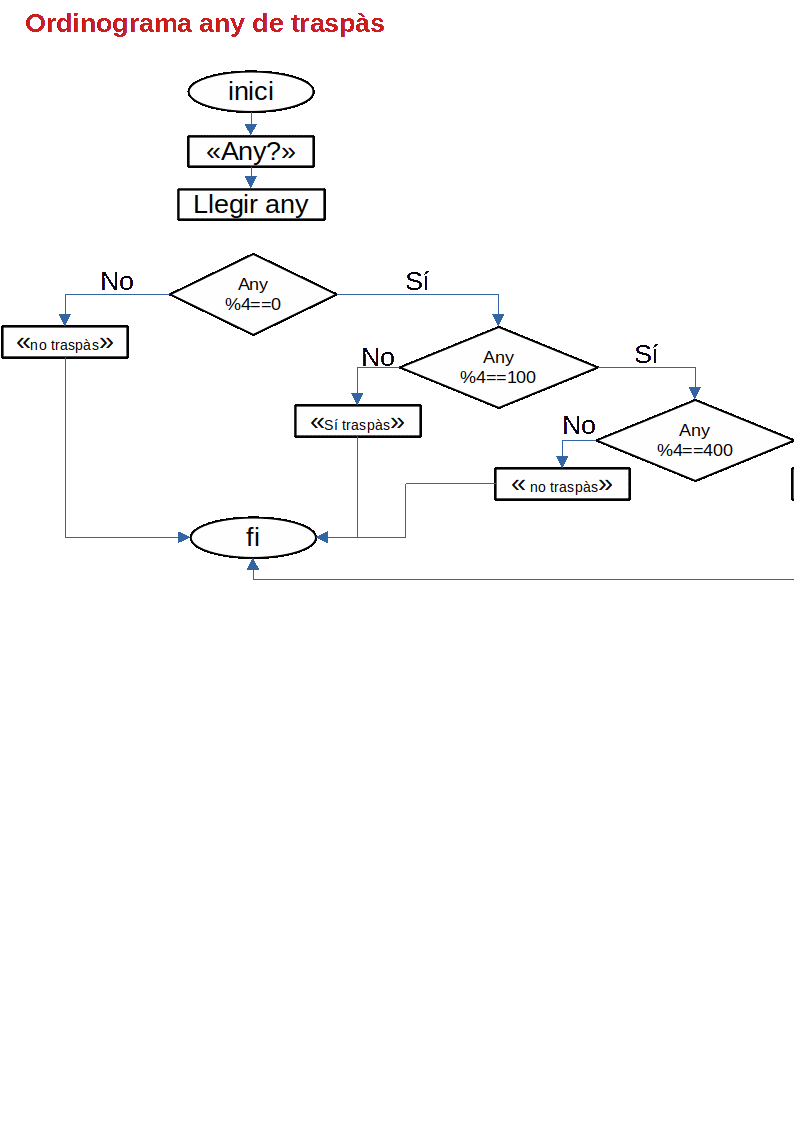 Ordinograma any de traspàs
inici
«Any?»
Llegir any
No
Any
%4==0
Sí
«no traspàs»
No
Any
%4==100
Sí
«Sí traspàs»
No
Any
%4==400
« no traspàs»
fi